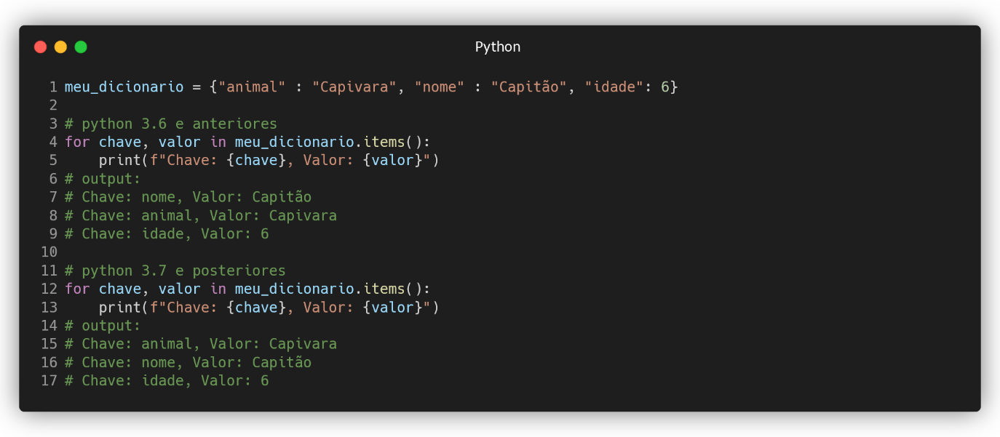 Python
1 meu_dicionario = {"animal" : "Capivara", "nome" : "Capitão", "idade": 6}
2
3 # python 3.6 e anteriores
4 for chave, valor in meu_dicionario.items():
5     print(f"Chave: {chave}, Valor: {valor}")
6 # output:
7 # Chave: nome, Valor: Capitão
8 # Chave: animal, Valor: Capivara
9 # Chave: idade, Valor: 6
10
11 # python 3.7 e posteriores
12 for chave, valor in meu_dicionario.items():
13     print(f"Chave: {chave}, Valor: {valor}")
14 # output:
15 # Chave: animal, Valor: Capivara
16 # Chave: nome, Valor: Capitão
17 # Chave: idade, Valor: 6